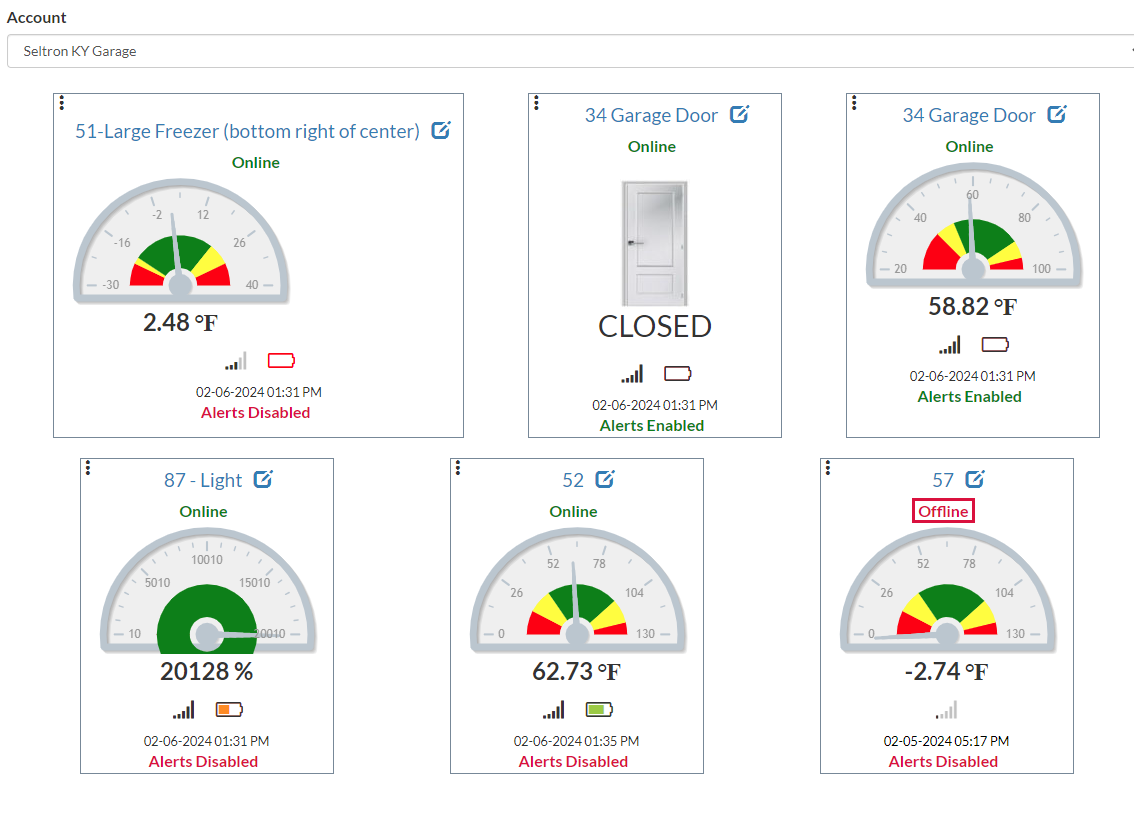 Account
Seltron KY Garage
51-Large Freezer (bottom right of center)
Online
-30 -16 -2 12 26 40
2.48 °F
02-06-2024 01:31 PM
Alerts Disabled
34 Garage Door
Online
CLOSED
02-06-2024 01:31 PM
Alerts Enabled
34 Garage Door
Online
20 40 60 80 100
58.82 °F
02-06-2024 01:31 PM
Alerts Enabled
87 - Light
Online
10 5010 10010 15010 20010
20128 %
02-06-2024 01:31 PM
Alerts Disabled
52
Online
0 26 52 78 104 130
62.73 °F
02-06-2024 01:35 PM
Alerts Disabled
57
Offline
0 26 52 78 104 130
-2.74 °F
02-05-2024 05:17 PM
Alerts Disabled